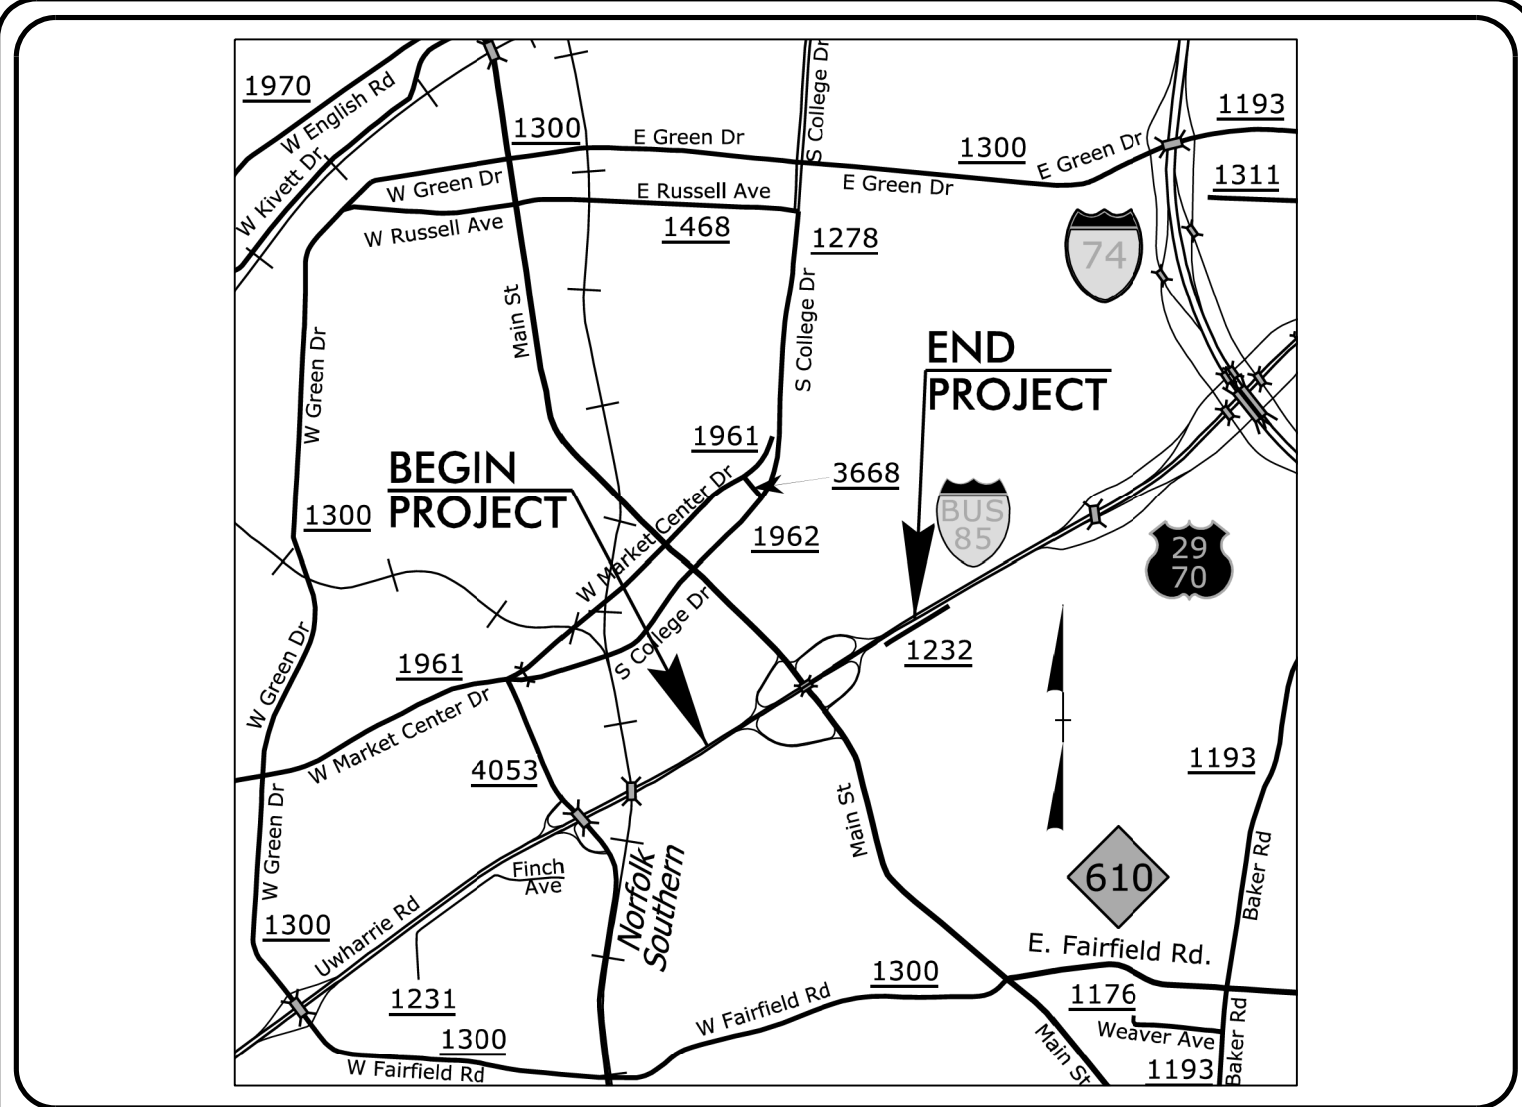 1970
W English Rd
W Kivett Dr
1300
E Green Dr
S College Dr
1300
E Green Dr
1193
1311
W Green Dr
E Russell Ave
E Green Dr
W Russell Ave
1468
1278
74
Main St
S College Dr
W Green Dr
END
PROJECT
BEGIN
PROJECT
1961
3668
1300
W Market Center Dr
1962
BUS
85
29
70
S College Dr
W Green Dr
1961
W Market Center Dr
1232
4053
1193
W Green Dr
Main St
Finch
Ave
Norfolk
Southern
610
Baker Rd
1300
Uwharrie Rd
E. Fairfield Rd.
1231
1300
1176
W Fairfield Rd
Weaver Ave
Baker Rd
1300
W Fairfield Rd
Main St
1193